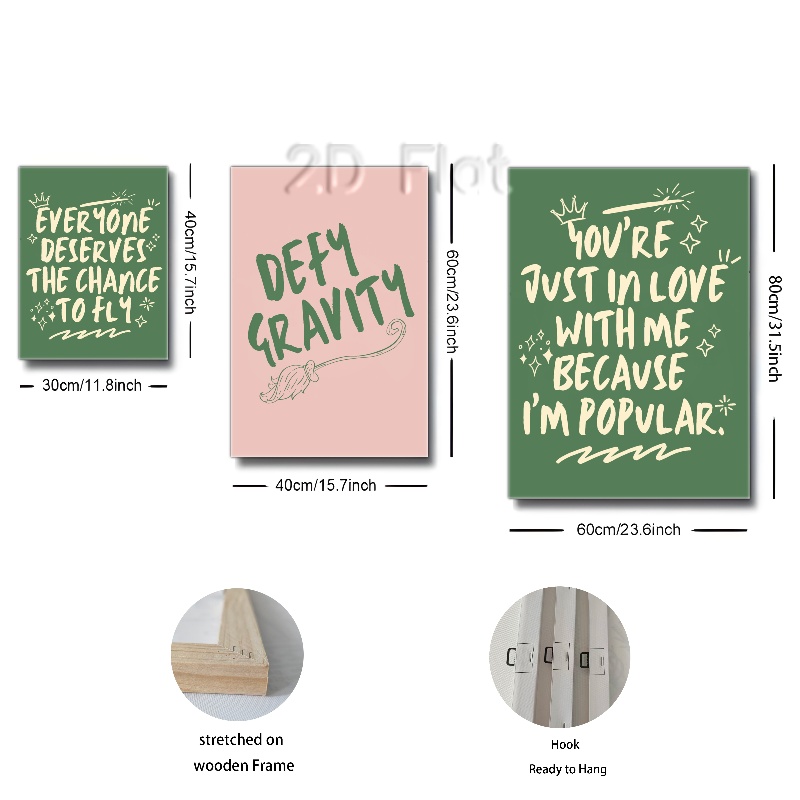 2D Flat
EVERYONE
DESERVES
THE CHANCE
TO FLY
40cm/15.7inch
30cm/11.8inch
DEFY
GRAVITY
60cm/23.6inch
40cm/15.7inch
YOU'RE
JUST IN LOVE
WITH ME
BECAUSE
I'M POPULAR.
80cm/31.5inch
60cm/23.6inch
stretched on
wooden Frame
Hook
Ready to Hang